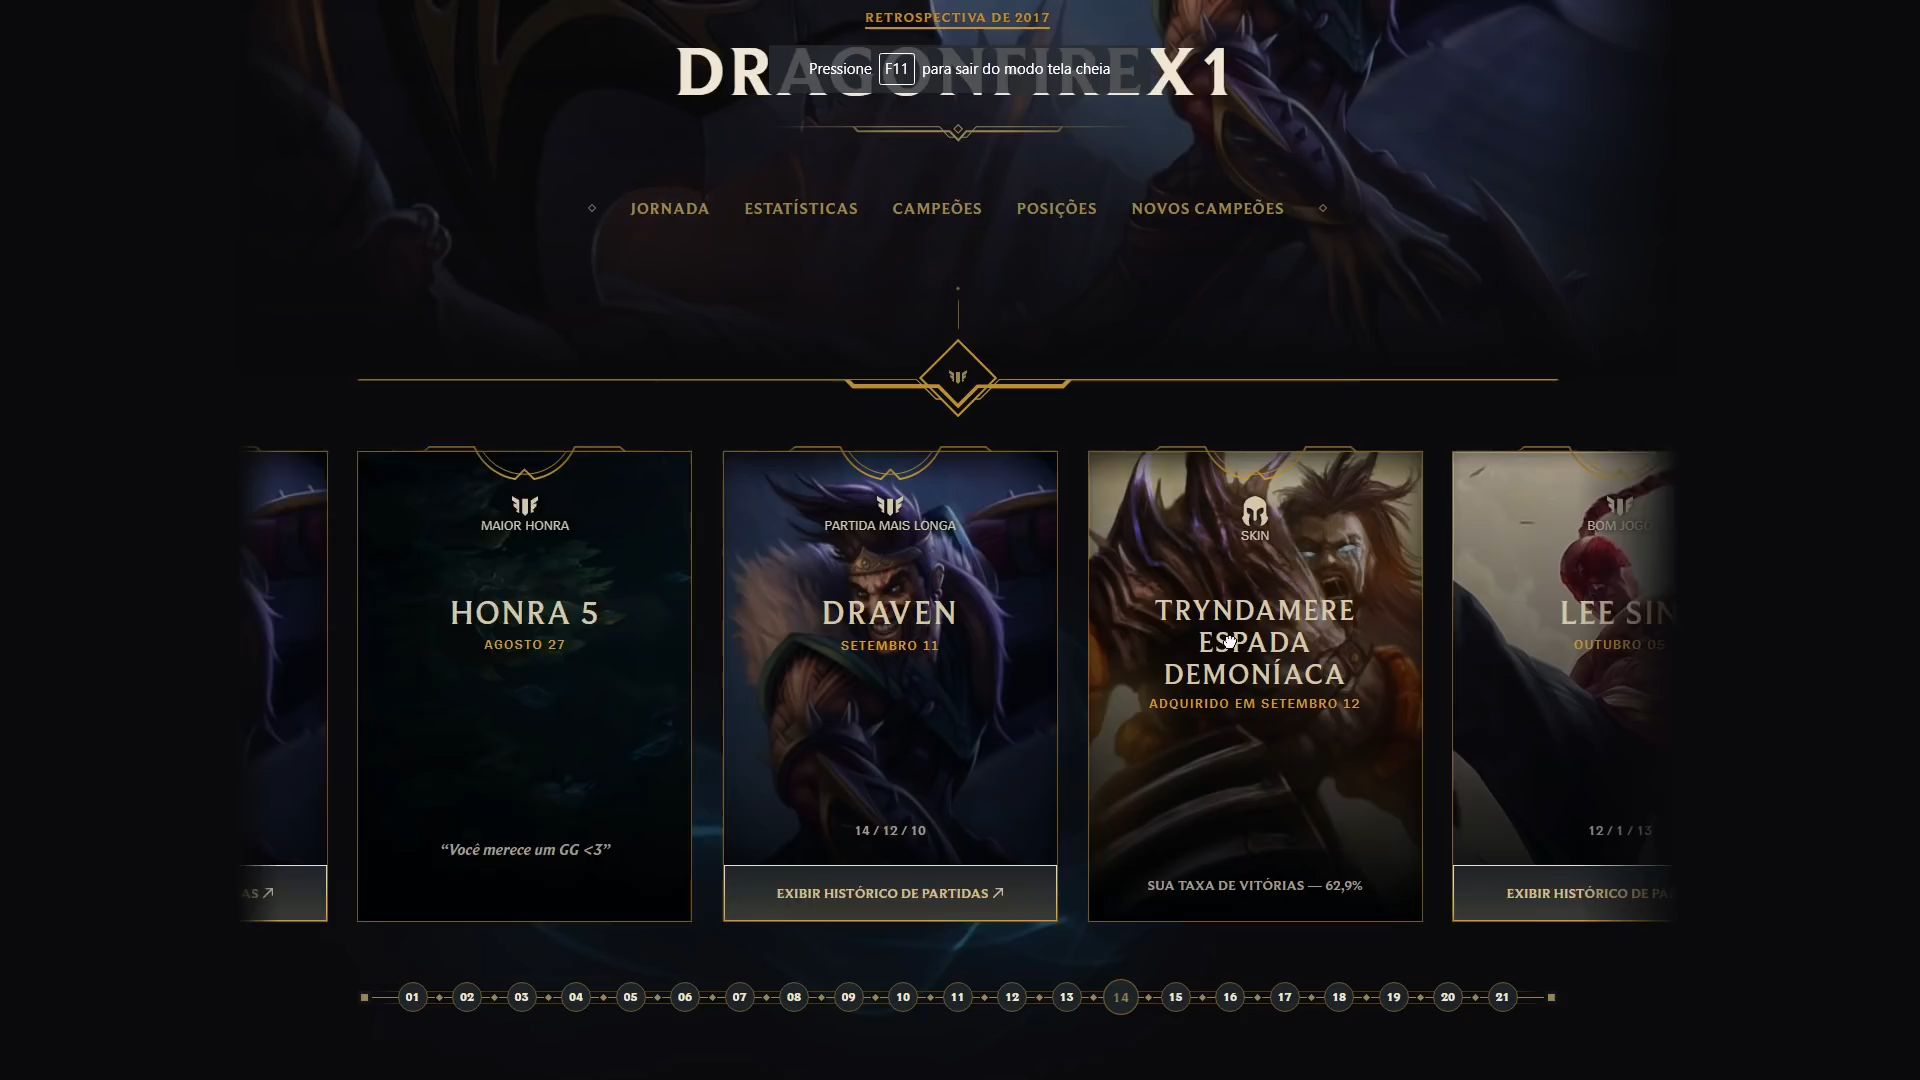 RETROSPECTIVA DE 2017
DRAGONFIREX1
Pressione F11 para sair do modo tela cheia
JORNADA ESTATÍSTICAS CAMPEÕES POSIÇÕES NOVOS CAMPEÕES
AS
MAIOR HONRA
HONRA 5
AGOSTO 27
“Você merece um GG <3”
PARTIDA MAIS LONGA
DRAVEN
SETEMBRO 11
14 / 12 / 10
EXIBIR HISTÓRICO DE PARTIDAS
SKIN
TRYNDAMERE
ESPADA
DEMONÍACA
ADQUIRIDO EM SETEMBRO 12
SUA TAXA DE VITÓRIAS — 62,9%
BOM JOGO
LEE SIN
OUTUBRO 05
12 / 1 / 13
EXIBIR HISTÓRICO DE PA
01 02 03 04 05 06 07 08 09 10 11 12 13 14 15 16 17 18 19 20 21